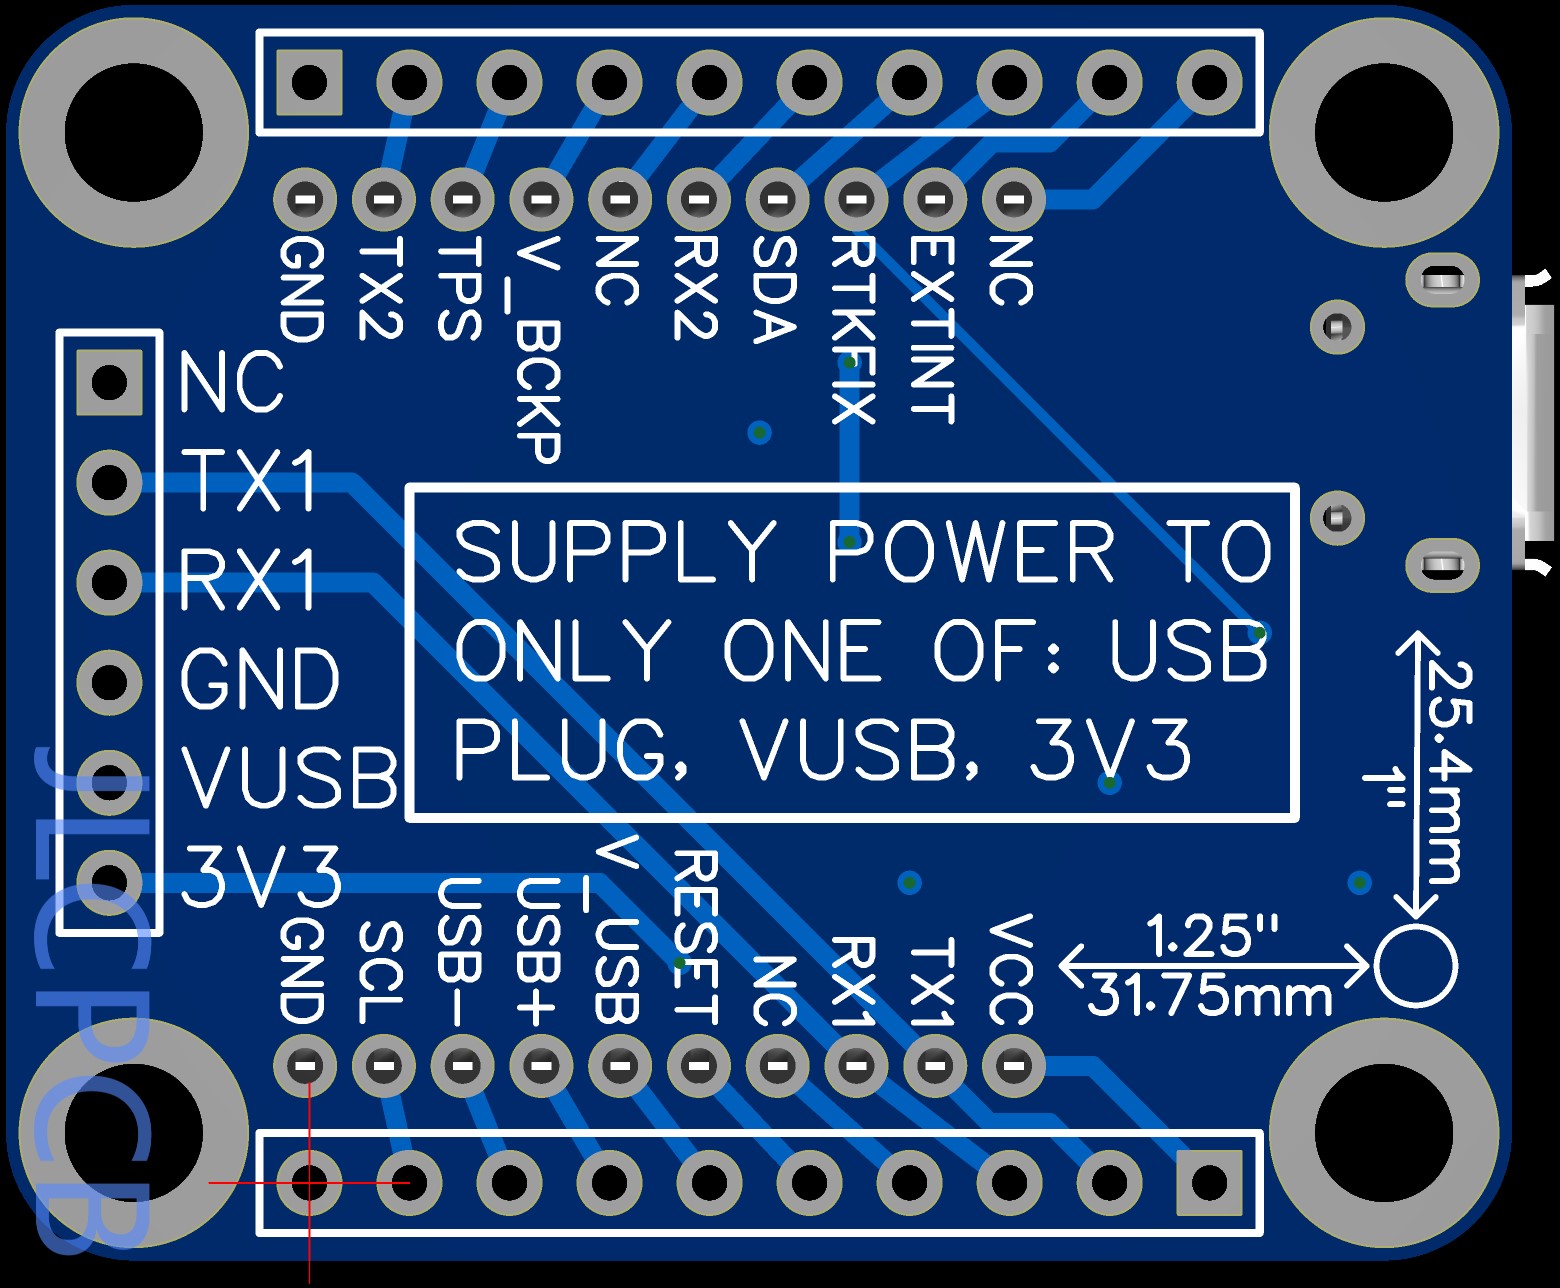 GND
TX2
TPS
V_BCKP
NC
RX2
SDA
RTKFIX
EXTINT
NC
NC
TX1
RX1
GND
VUSB
3V3
SUPPLY POWER TO
ONLY ONE OF: USB
PLUG, VUSB, 3V3
25.4mm
1"
1.25"
31.75mm
GND
SCL
USB-
USB+
V_USB
RESET
NC
RX1
TX1
VCC
JLCPCB